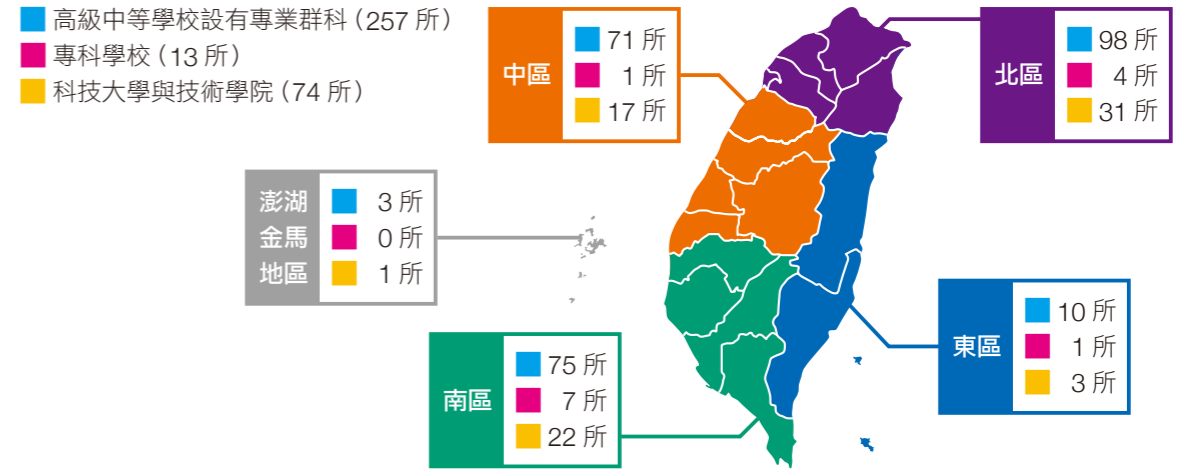 高級中等學校設有專業群科（257 所）
專科學校（13 所）
科技大學與技術學院（74 所）
中區
71 所
1 所
17 所
北區
98 所
4 所
31 所
澎湖
金馬
地區
3 所
0 所
1 所
南區
75 所
7 所
22 所
東區
10 所
1 所
3 所